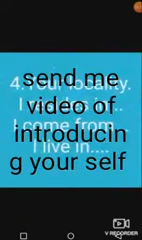 4.Your locality.
send me
video of
I come from...
introducin
I live in....
g your self
V RECORDER